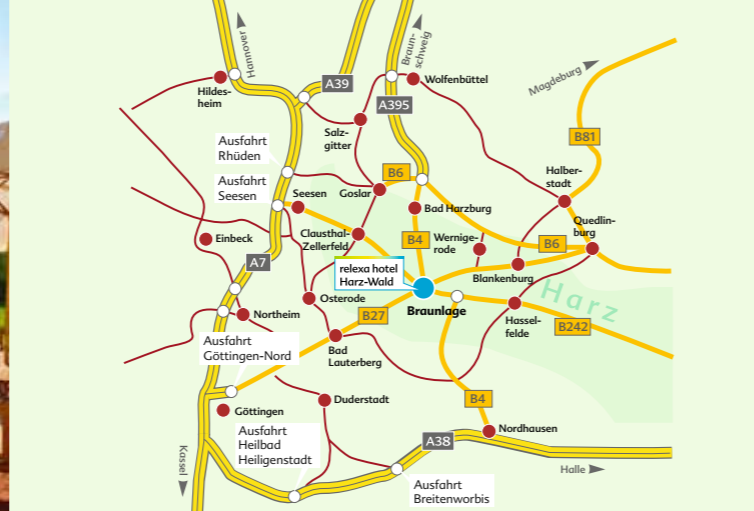 Hannover
Braun-
schweig
Magdeburg
Hildes-
heim
A39
Wolfenbüttel
A395
Salz-
gitter
B81
Ausfahrt
Rhüden
B6
Halber-
stadt
Ausfahrt
Seesen
Seesen
Goslar
Bad Harzburg
Quedlin-
burg
Einbeck
Clausthal-
Zellerfeld
B4
Wernige-
rode
B6
A7
relexa hotel
Harz-Wald
Blankenburg
Harz
Osterode
Braunlage
Northeim
B27
Hassel-
felde
B242
Ausfahrt
Göttingen-Nord
Bad
Lauterberg
Göttingen
Duderstadt
B4
Nordhausen
Ausfahrt
Heilbad
Heiligenstadt
A38
Kassel
Halle
Ausfahrt
Breitenworbis